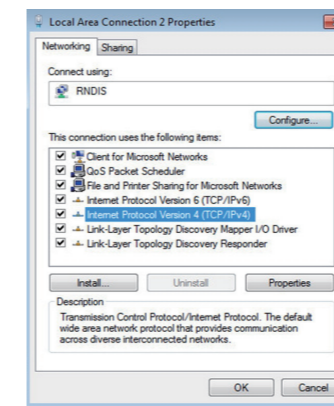 Local Area Connection 2 Properties
Networking Sharing
Connect using:
RNDIS
Configure...
This connection uses the following items:
Client for Microsoft Networks
QoS Packet Scheduler
File and Printer Sharing for Microsoft Networks
Internet Protocol Version 6 (TCP/IPv6)
Internet Protocol Version 4 (TCP/IPv4)
Link-Layer Topology Discovery Mapper I/O Driver
Link-Layer Topology Discovery Responder
Install... Uninstall Properties
Description
Transmission Control Protocol/Internet Protocol. The default
wide area network protocol that provides communication
across diverse interconnected networks.
OK Cancel